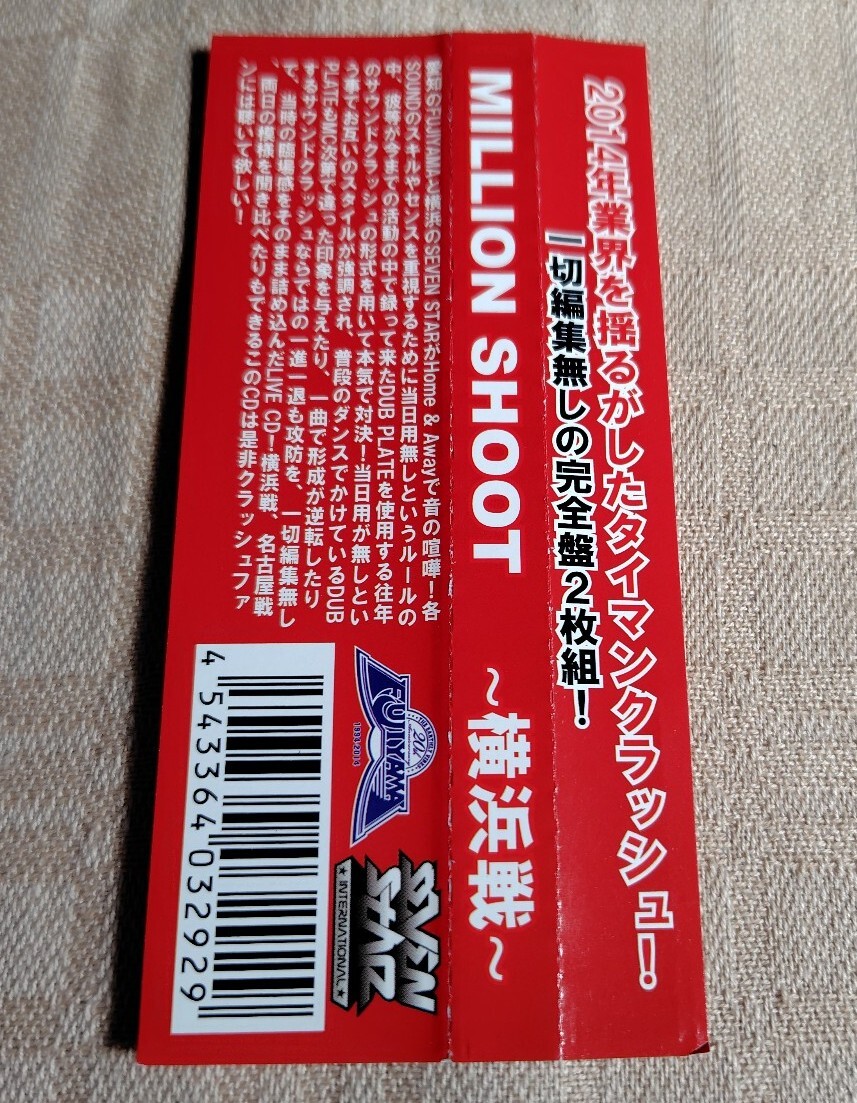 2014年業界を揺るがしたタイマンクラッシュ!
一切編集無しの完全盤2枚組!
MILLION SHOOT ~横浜戦~
愛知のFUJIYAMAと横浜のSEVEN STARがHome & Awayで音の喧嘩!各
SOUNDのスキルやセンスを重視するために当日用無しというルールの
中、彼等が今までの活動の中で録って来たDUB PLATEを使用する往年
のサウンドクラッシュの形式を用いて本気で対決!当日用が無しとい
う事でお互いのスタイルが強調され、普段のダンスでかけているDUB
PLATEもMIC次第で違った印象を与えたり、一曲で形成が逆転したり
するサウンドクラッシュならではの一進一退も攻防を、一切編集無し
で、当時の臨場感をそのまま詰め込んだLIVE CD!横浜戦、名古屋戦
、両日の模様を聞き比べたりもできるこのCDは是非クラッシュファ
ンには聴いて欲しい!
FUJIYAMA
20th
1994-2014
SEVEN
STAR
★INTERNATIONAL★
4 543364 032929